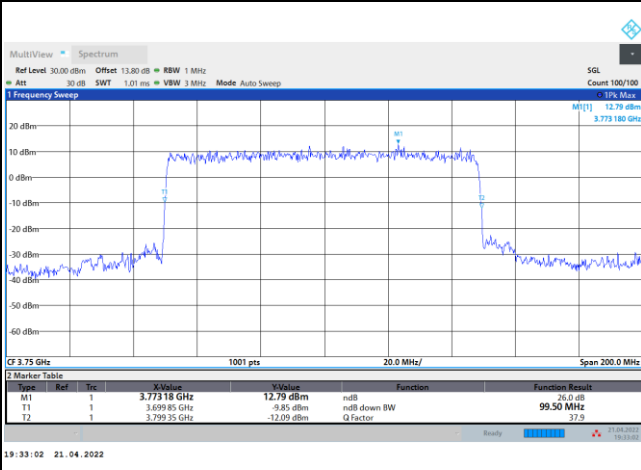 MultiView Spectrum
Ref Level 30.00 dBm Offset 13.80 dB RBW 1 MHz SGL
Att 30 dB SWT 1.01 ms VBW 3 MHz Mode Auto Sweep Count 100/100
1 Frequency Sweep 1Pk Max
M1[1] 12.79 dBm
3.773 180 GHz
20 dBm
M1
10 dBm
0 dBm
T1
T2
-10 dBm
-20 dBm
-30 dBm
-40 dBm
-50 dBm
-60 dBm
CF 3.75 GHz 1001 pts 20.0 MHz/ Span 200.0 MHz
2 Marker Table
Type Ref Trc X-Value Y-Value Function Function Result
M1 1 3.773 18 GHz 12.79 dBm ndB 26.0 dB
T1 1 3.699 85 GHz -9.85 dBm ndB down BW 99.50 MHz
T2 1 3.799 35 GHz -12.09 dBm Q Factor 37.9
Ready 21.04.2022
19:33:02
19:33:02 21.04.2022